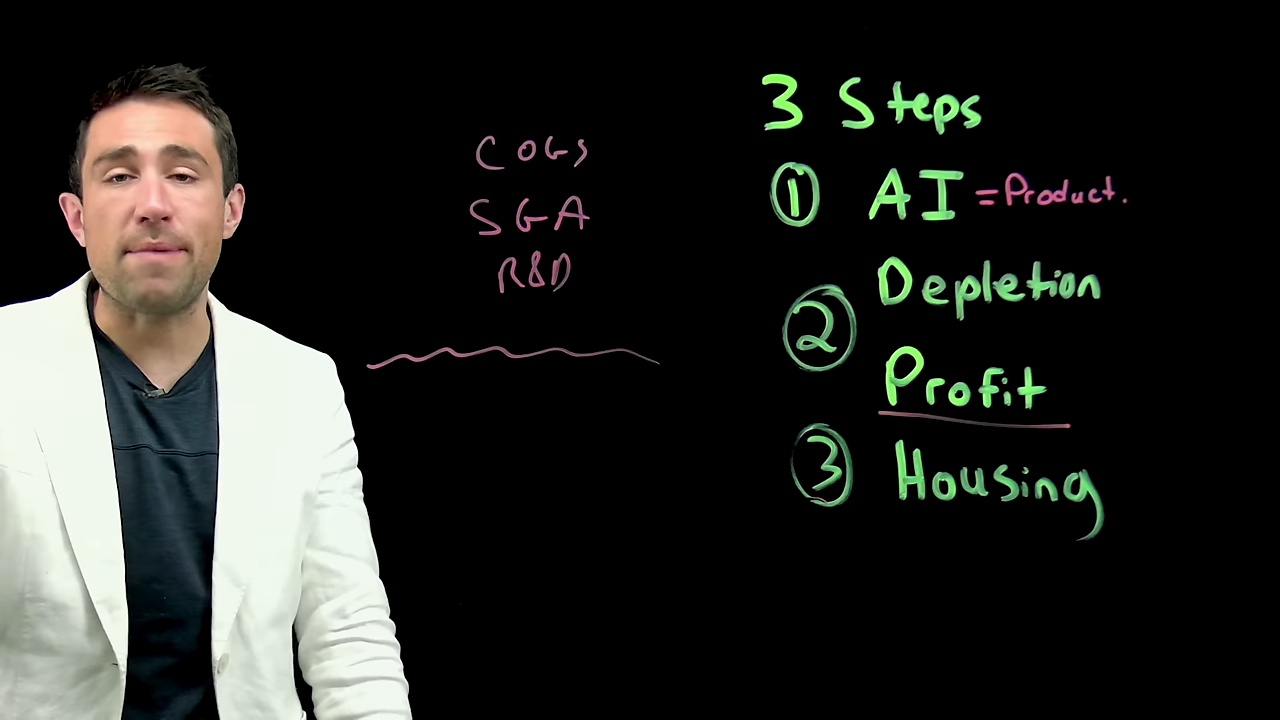 COGS
SGA
R&D
3 Steps
① AI = Product.
Depletion
②
Profit
③ Housing